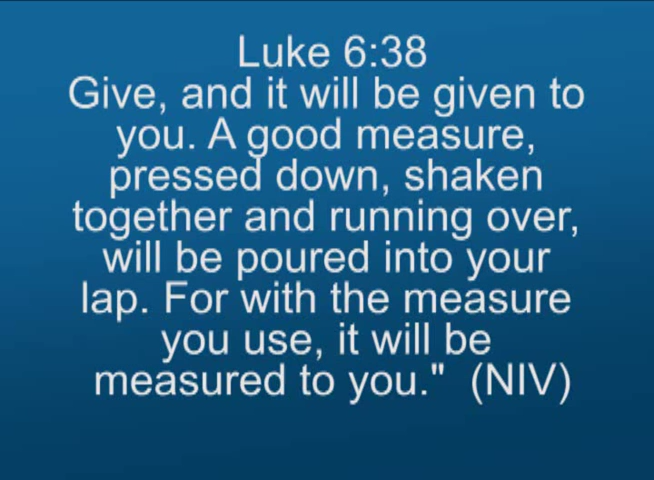 Luke 6:38
Give, and it will be given to
you. A good measure,
pressed down, shaken
together and running over,
will be poured into your
lap. For with the measure
you use, it will be
measured to you."  (NIV)